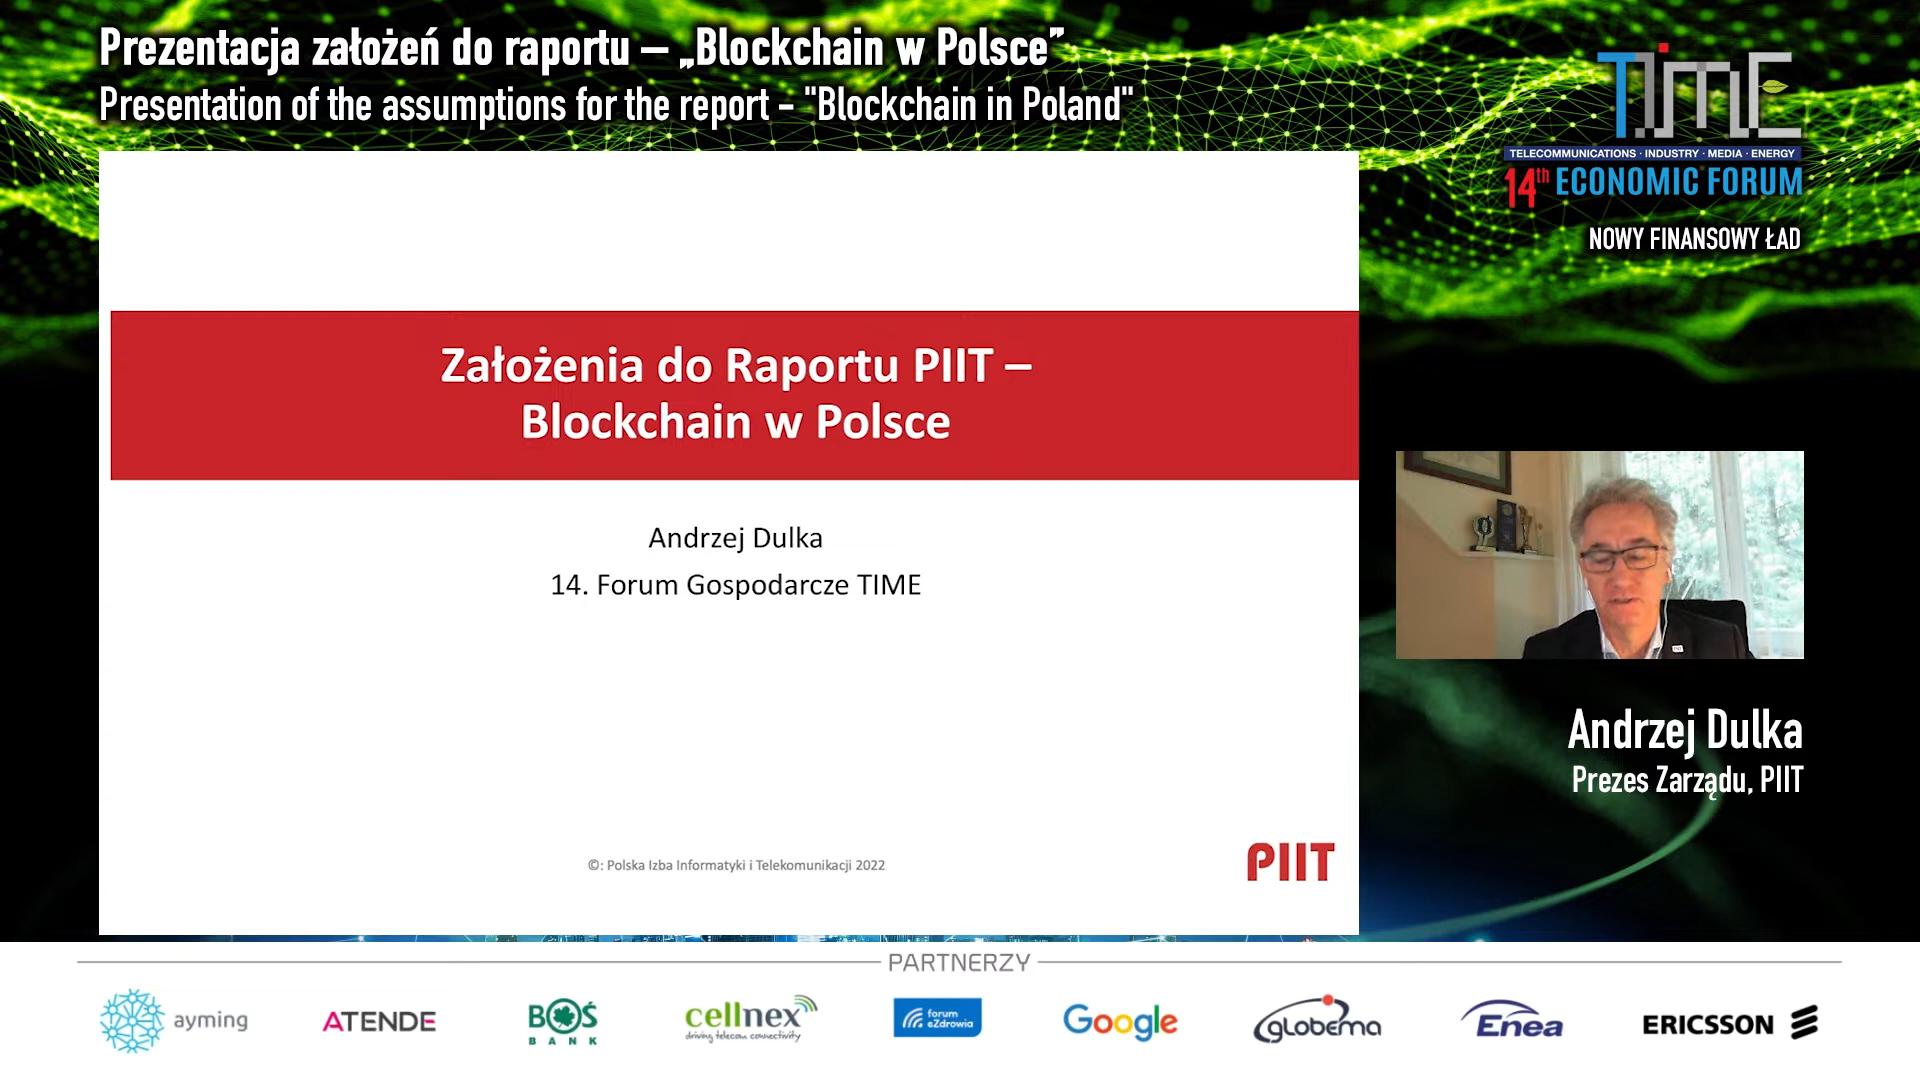 Prezentacja założeń do raportu – „Blockchain w Polsce”
Presentation of the assumptions for the report - "Blockchain in Poland"
TIME
TELECOMMUNICATIONS · INDUSTRY · MEDIA · ENERGY
14th ECONOMIC FORUM
NOWY FINANSOWY ŁAD
Założenia do Raportu PIIT –
Blockchain w Polsce
Andrzej Dulka
14. Forum Gospodarcze TIME
©: Polska Izba Informatyki i Telekomunikacji 2022
PIIT
Andrzej Dulka
Prezes Zarządu, PIIT
PARTNERZY
ayming
ATENDE
BOŚ
BANK
cellnex
driving telecom connectivity
forum
eZdrowia
Google
globema
Enea
ERICSSON